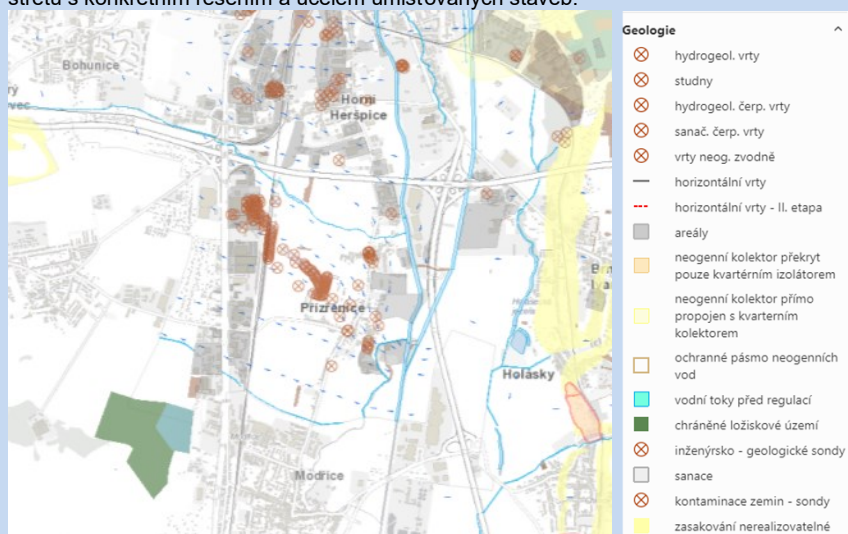 střetů s konkrétním řešením a účelem umisťovaných staveb.
Bohunice
Horní
Heršpice
Přízřenice
Holásky
Modřice
Geologie
hydrogeol. vrty
studny
hydrogeol. čerp. vrty
sanač. čerp. vrty
vrty neog. zvodně
horizontální vrty
horizontální vrty - II. etapa
areály
neogenní kolektor překryt
pouze kvartérním izolátorem
neogenní kolektor přímo
propojen s kvarterním
kolektorem
ochranné pásmo neogenních
vod
vodní toky před regulací
chráněné ložiskové území
inženýrsko - geologické sondy
sanace
kontaminace zemin - sondy
zasakování nerealizovatelné